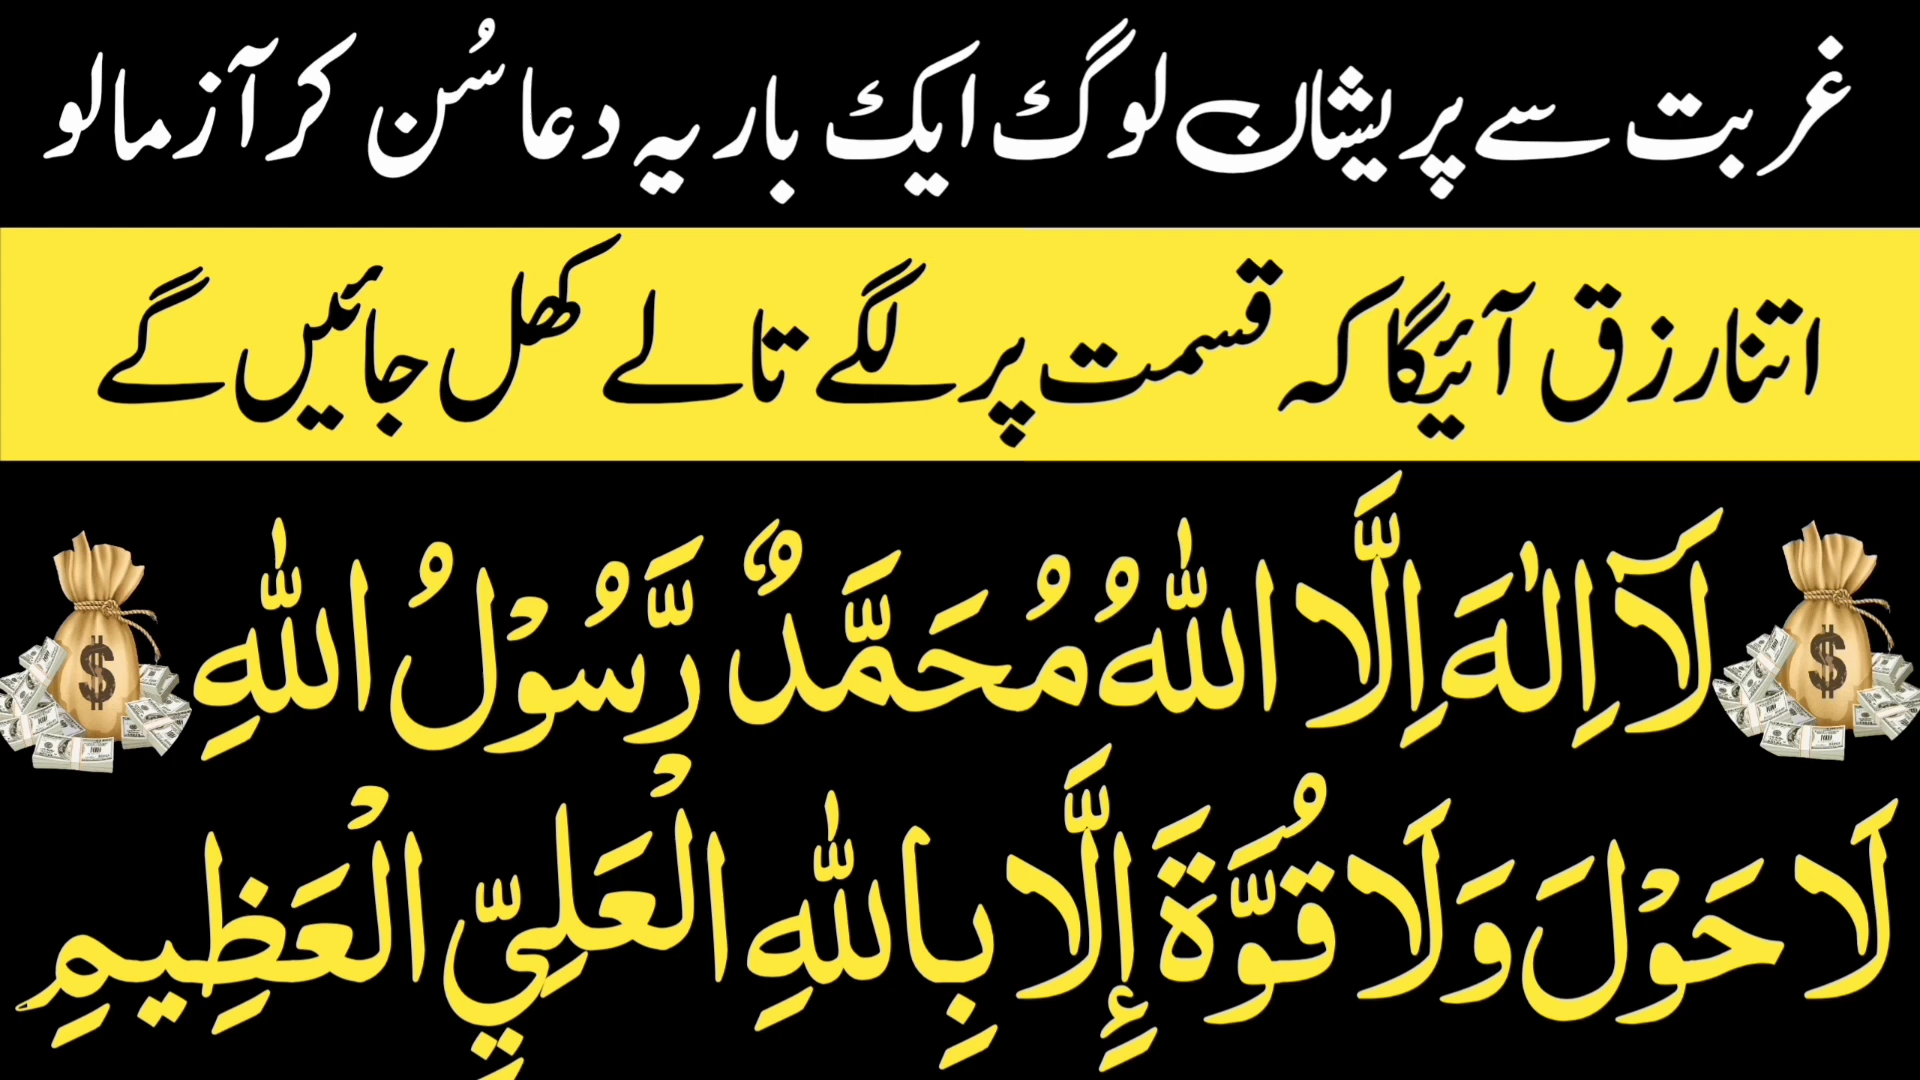 غربت سے پریشان لوگ ایک بار یہ دعا سُن کر آزمالو
اتنا رزق آئیگا کہ قسمت پر لگے تالے کھل جائیں گے
لَآ اِلٰهَ اِلَّا اللّٰهُ مُحَمَّدٌ رَّسُوْلُ اللّٰهِ
لَا حَوْلَ وَلَا قُوَّةَ إِلَّا بِاللّٰهِ الْعَلِيِّ الْعَظِيمِ